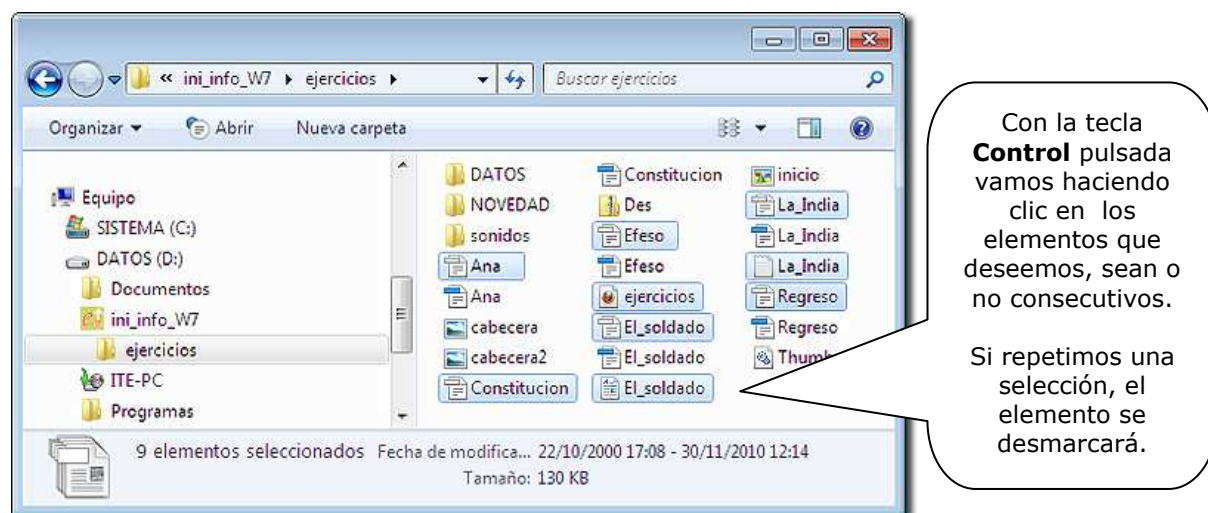 « ini_info_W7 ▸ ejercicios ▸
Buscar ejercicios
Organizar ▾ Abrir Nueva carpeta
Equipo
SISTEMA (C:)
DATOS (D:)
Documentos
ini_info_W7
ejercicios
ITE-PC
Programas
DATOS
NOVEDAD
sonidos
Ana
Ana
cabecera
cabecera2
Constitucion
Constitucion
Des
Efeso
Efeso
ejercicios
El_soldado
El_soldado
El_soldado
inicio
La_India
La_India
La_India
Regreso
Regreso
9 elementos seleccionados Fecha de modifica... 22/10/2000 17:08 - 30/11/2010 12:14
Tamaño: 130 KB
Con la tecla
Control pulsada
vamos haciendo
clic en los
elementos que
deseemos, sean o
no consecutivos.
Si repetimos una
selección, el
elemento se
desmarcará.